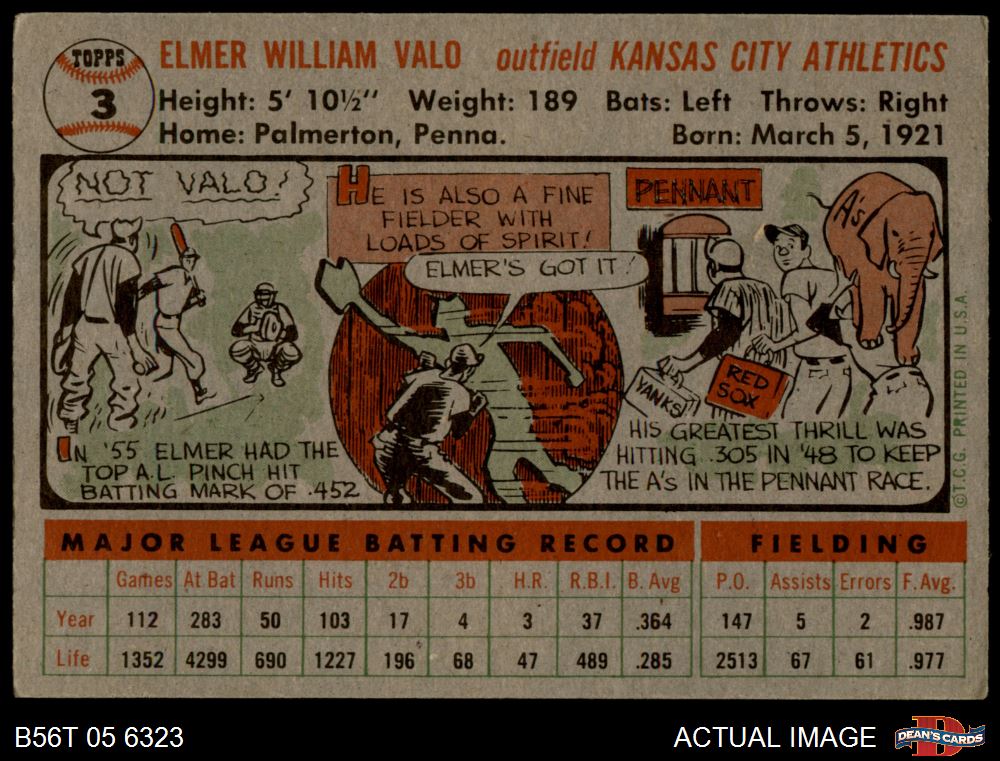 TOPPS
3
ELMER WILLIAM VALO outfield KANSAS CITY ATHLETICS
Height: 5' 10½" Weight: 189 Bats: Left Throws: Right
Home: Palmerton, Penna. Born: March 5, 1921
NOT VALO!
IN '55 ELMER HAD THE
TOP A.L. PINCH HIT
BATTING MARK OF .452
HE IS ALSO A FINE
FIELDER WITH
LOADS OF SPIRIT!
ELMER'S GOT IT!
PENNANT
A's
YANKS
RED
SOX
HIS GREATEST THRILL WAS
HITTING .305 IN '48 TO KEEP
THE A's IN THE PENNANT RACE.
©T.C.G. PRINTED IN U.S.A.
MAJOR LEAGUE BATTING RECORD FIELDING
Games At Bat Runs Hits 2b 3b H.R. R.B.I. B. Avg P.O. Assists Errors F. Avg.
Year 112 283 50 103 17 4 3 37 .364 147 5 2 .987
Life 1352 4299 690 1227 196 68 47 489 .285 2513 67 61 .977
B56T 05 6323 ACTUAL IMAGE
DEAN'S CARDS